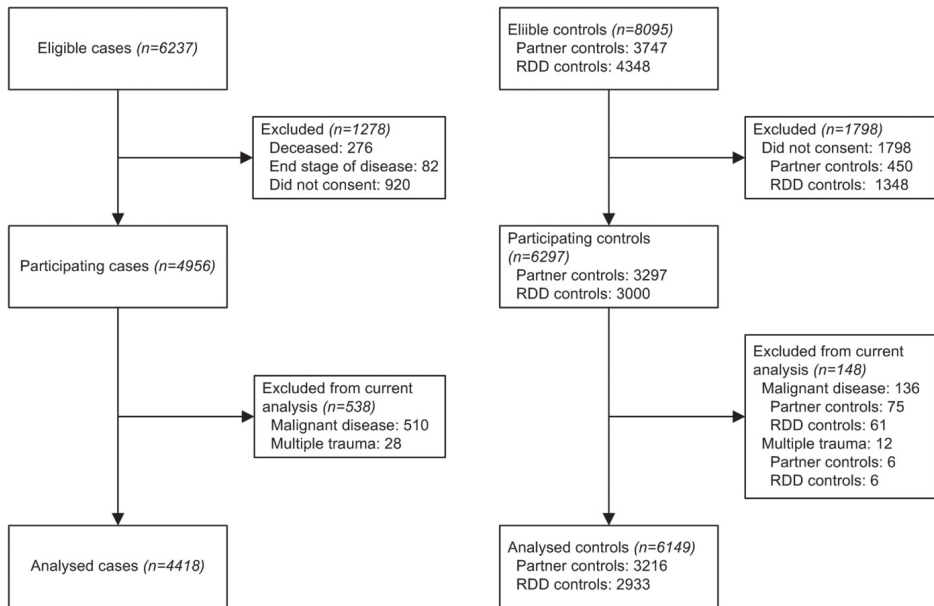 Eligible cases (n=6237)
Excluded (n=1278)
Deceased: 276
End stage of disease: 82
Did not consent: 920
Participating cases (n=4956)
Excluded from current
analysis (n=538)
Malignant disease: 510
Multiple trauma: 28
Analysed cases (n=4418)
Eliible controls (n=8095)
Partner controls: 3747
RDD controls: 4348
Excluded (n=1798)
Did not consent: 1798
Partner controls: 450
RDD controls: 1348
Participating controls
(n=6297)
Partner controls: 3297
RDD controls: 3000
Excluded from current
analysis (n=148)
Malignant disease: 136
Partner controls: 75
RDD controls: 61
Multiple trauma: 12
Partner controls: 6
RDD controls: 6
Analysed controls (n=6149)
Partner controls: 3216
RDD controls: 2933